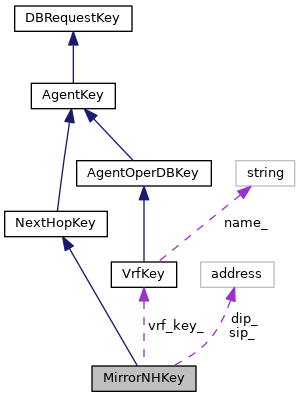 DBRequestKey
AgentKey
AgentOperDBKey
string
NextHopKey
name_
VrfKey
address
vrf_key_
dip_
sip_
MirrorNHKey